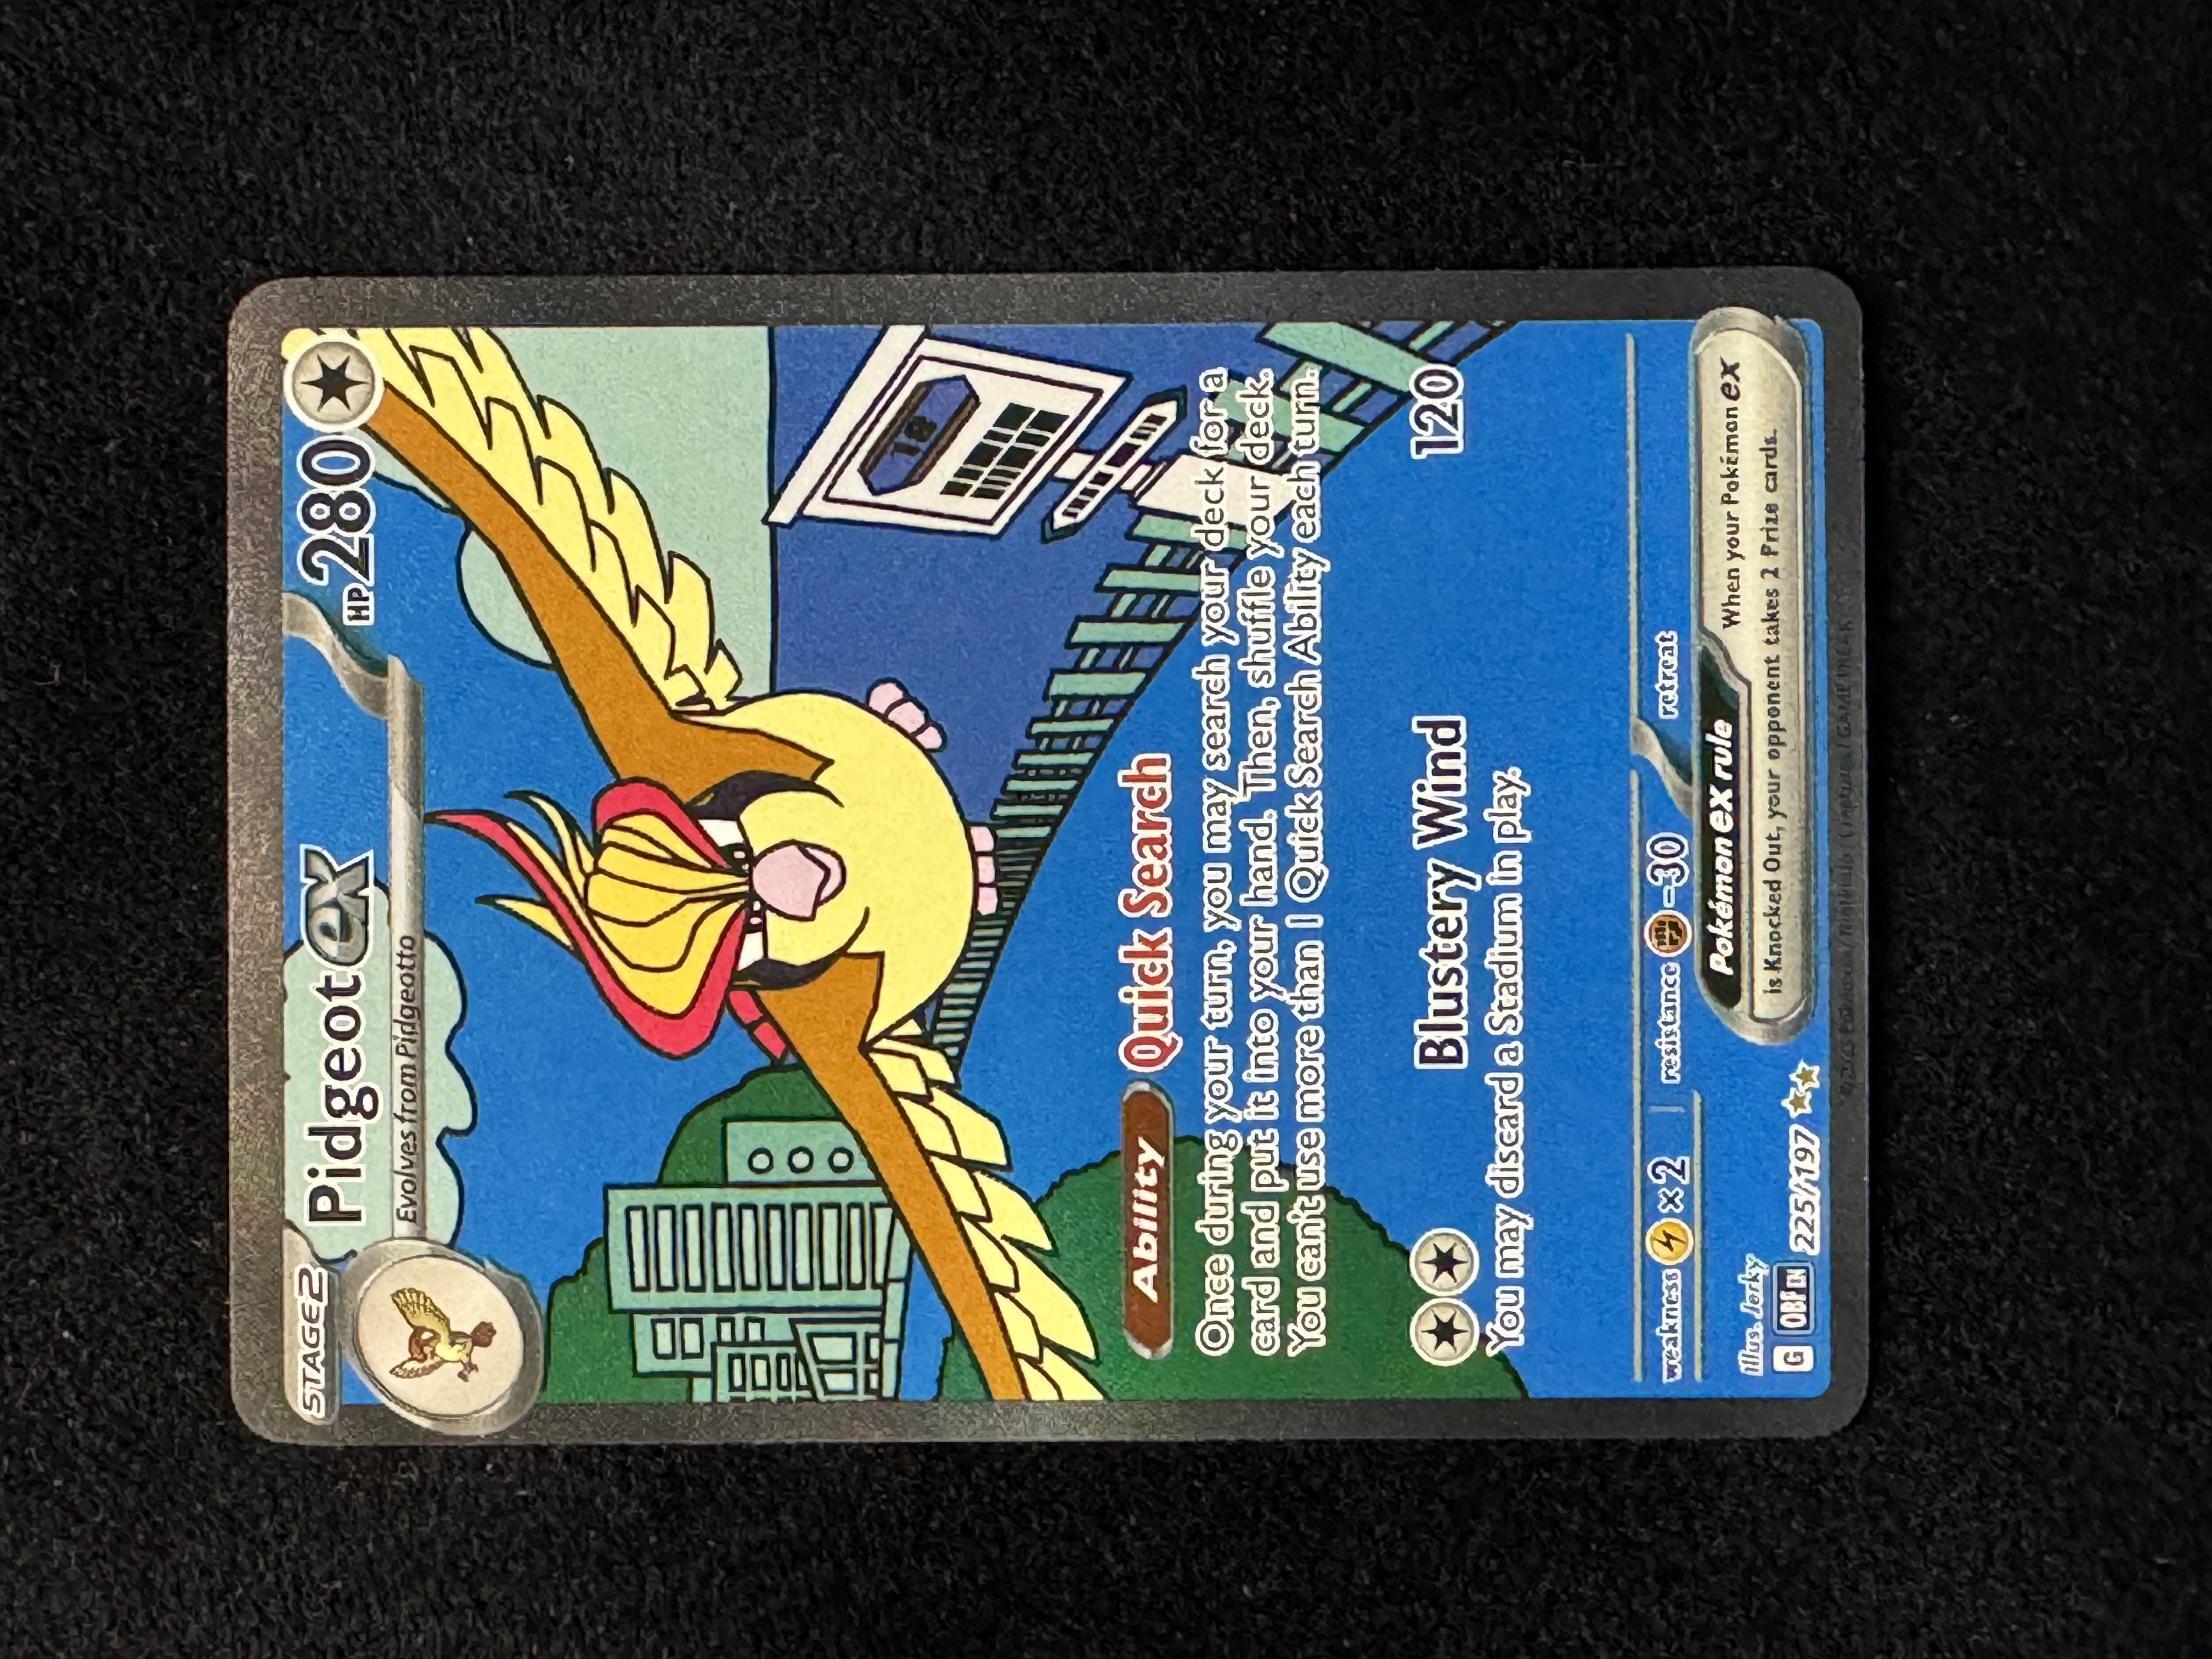 STAGE2
Pidgeot ex
HP 280
Evolves from Pidgeotto
18
Ability Quick Search
Once during your turn, you may search your deck for a
card and put it into your hand. Then, shuffle your deck.
You can't use more than 1 Quick Search Ability each turn.
Blustery Wind 120
You may discard a Stadium in play.
weakness ×2 resistance -30 retreat
Illus. Jerky
G OBF EN 225/197
Pokémon ex rule When your Pokémon ex
is Knocked Out, your opponent takes 2 Prize cards.